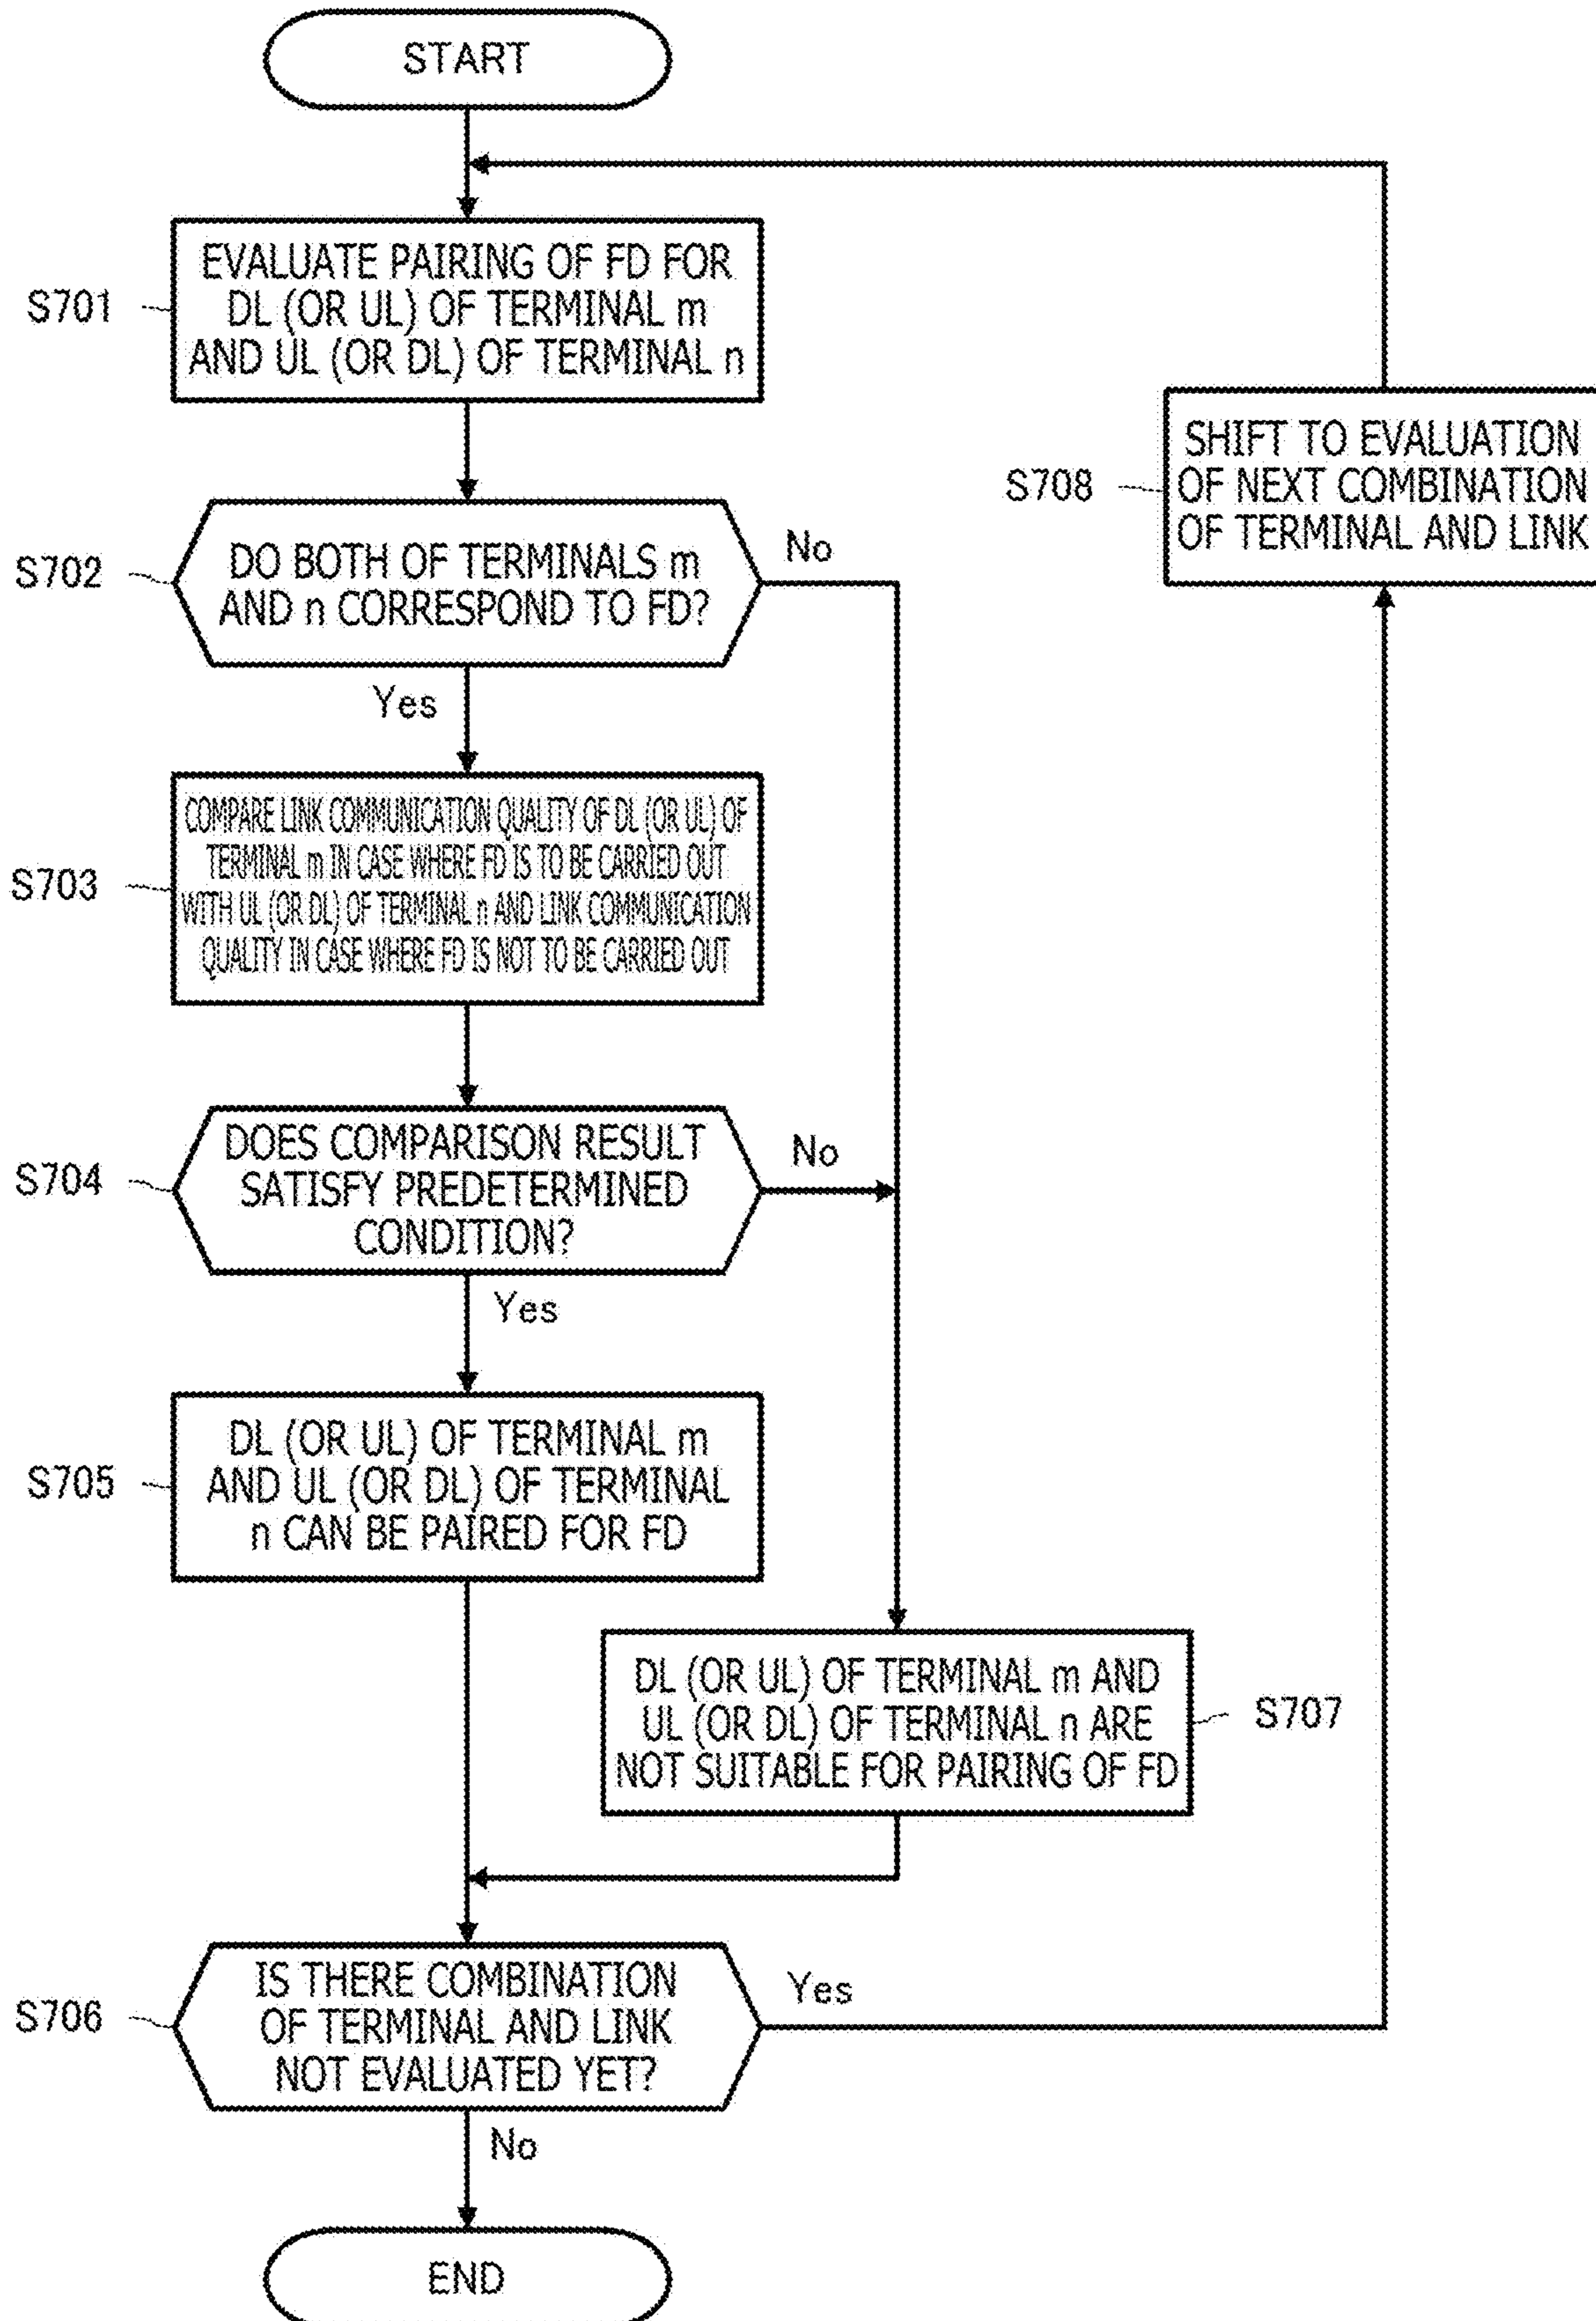 START
S701
EVALUATE PAIRING OF FD FOR
DL (OR UL) OF TERMINAL m
AND UL (OR DL) OF TERMINAL n
S702
DO BOTH OF TERMINALS m
AND n CORRESPOND TO FD?
No
Yes
S703
COMPARE LINK COMMUNICATION QUALITY OF DL (OR UL) OF
TERMINAL m IN CASE WHERE FD IS TO BE CARRIED OUT
WITH UL (OR DL) OF TERMINAL n AND LINK COMMUNICATION
QUALITY IN CASE WHERE FD IS NOT TO BE CARRIED OUT
S704
DOES COMPARISON RESULT
SATISFY PREDETERMINED
CONDITION?
No
Yes
S705
DL (OR UL) OF TERMINAL m
AND UL (OR DL) OF TERMINAL
n CAN BE PAIRED FOR FD
DL (OR UL) OF TERMINAL m AND
UL (OR DL) OF TERMINAL n ARE
NOT SUITABLE FOR PAIRING OF FD
S707
S706
IS THERE COMBINATION
OF TERMINAL AND LINK
NOT EVALUATED YET?
Yes
No
S708
SHIFT TO EVALUATION
OF NEXT COMBINATION
OF TERMINAL AND LINK
END